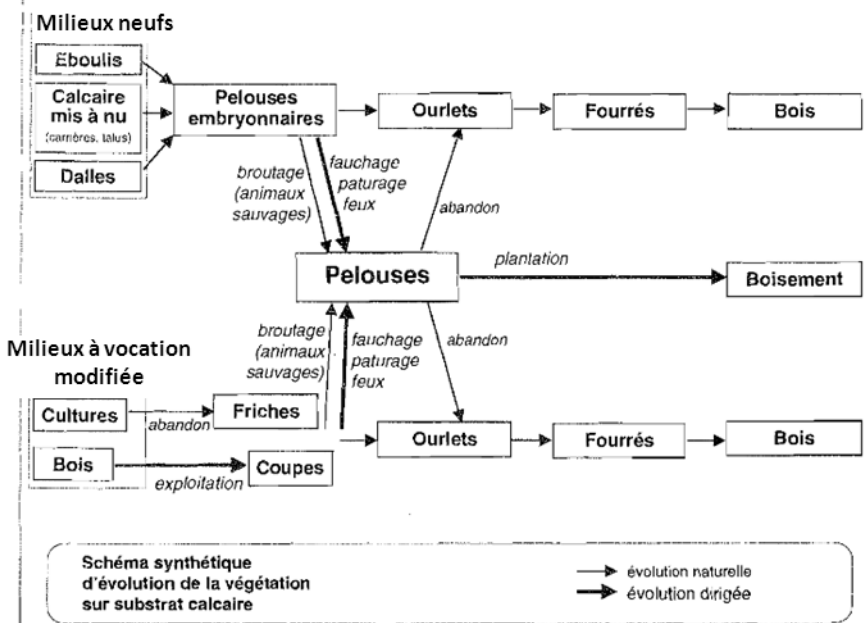 Milieux neufs
Eboulis
Calcaire
mis à nu
(carrières, talus)
Dalles
Pelouses
embryonnaires
Ourlets
Fourrés
Bois
broutage
(animaux
sauvages)
fauchage
paturage
feux
abandon
Pelouses
plantation
Boisement
broutage
(animaux
sauvages)
fauchage
paturage
feux
abandon
Milieux à vocation
modifiée
Cultures
abandon
Friches
Bois
exploitation
Coupes
Ourlets
Fourrés
Bois
Schéma synthétique
d'évolution de la végétation
sur substrat calcaire
évolution naturelle
évolution dirigée